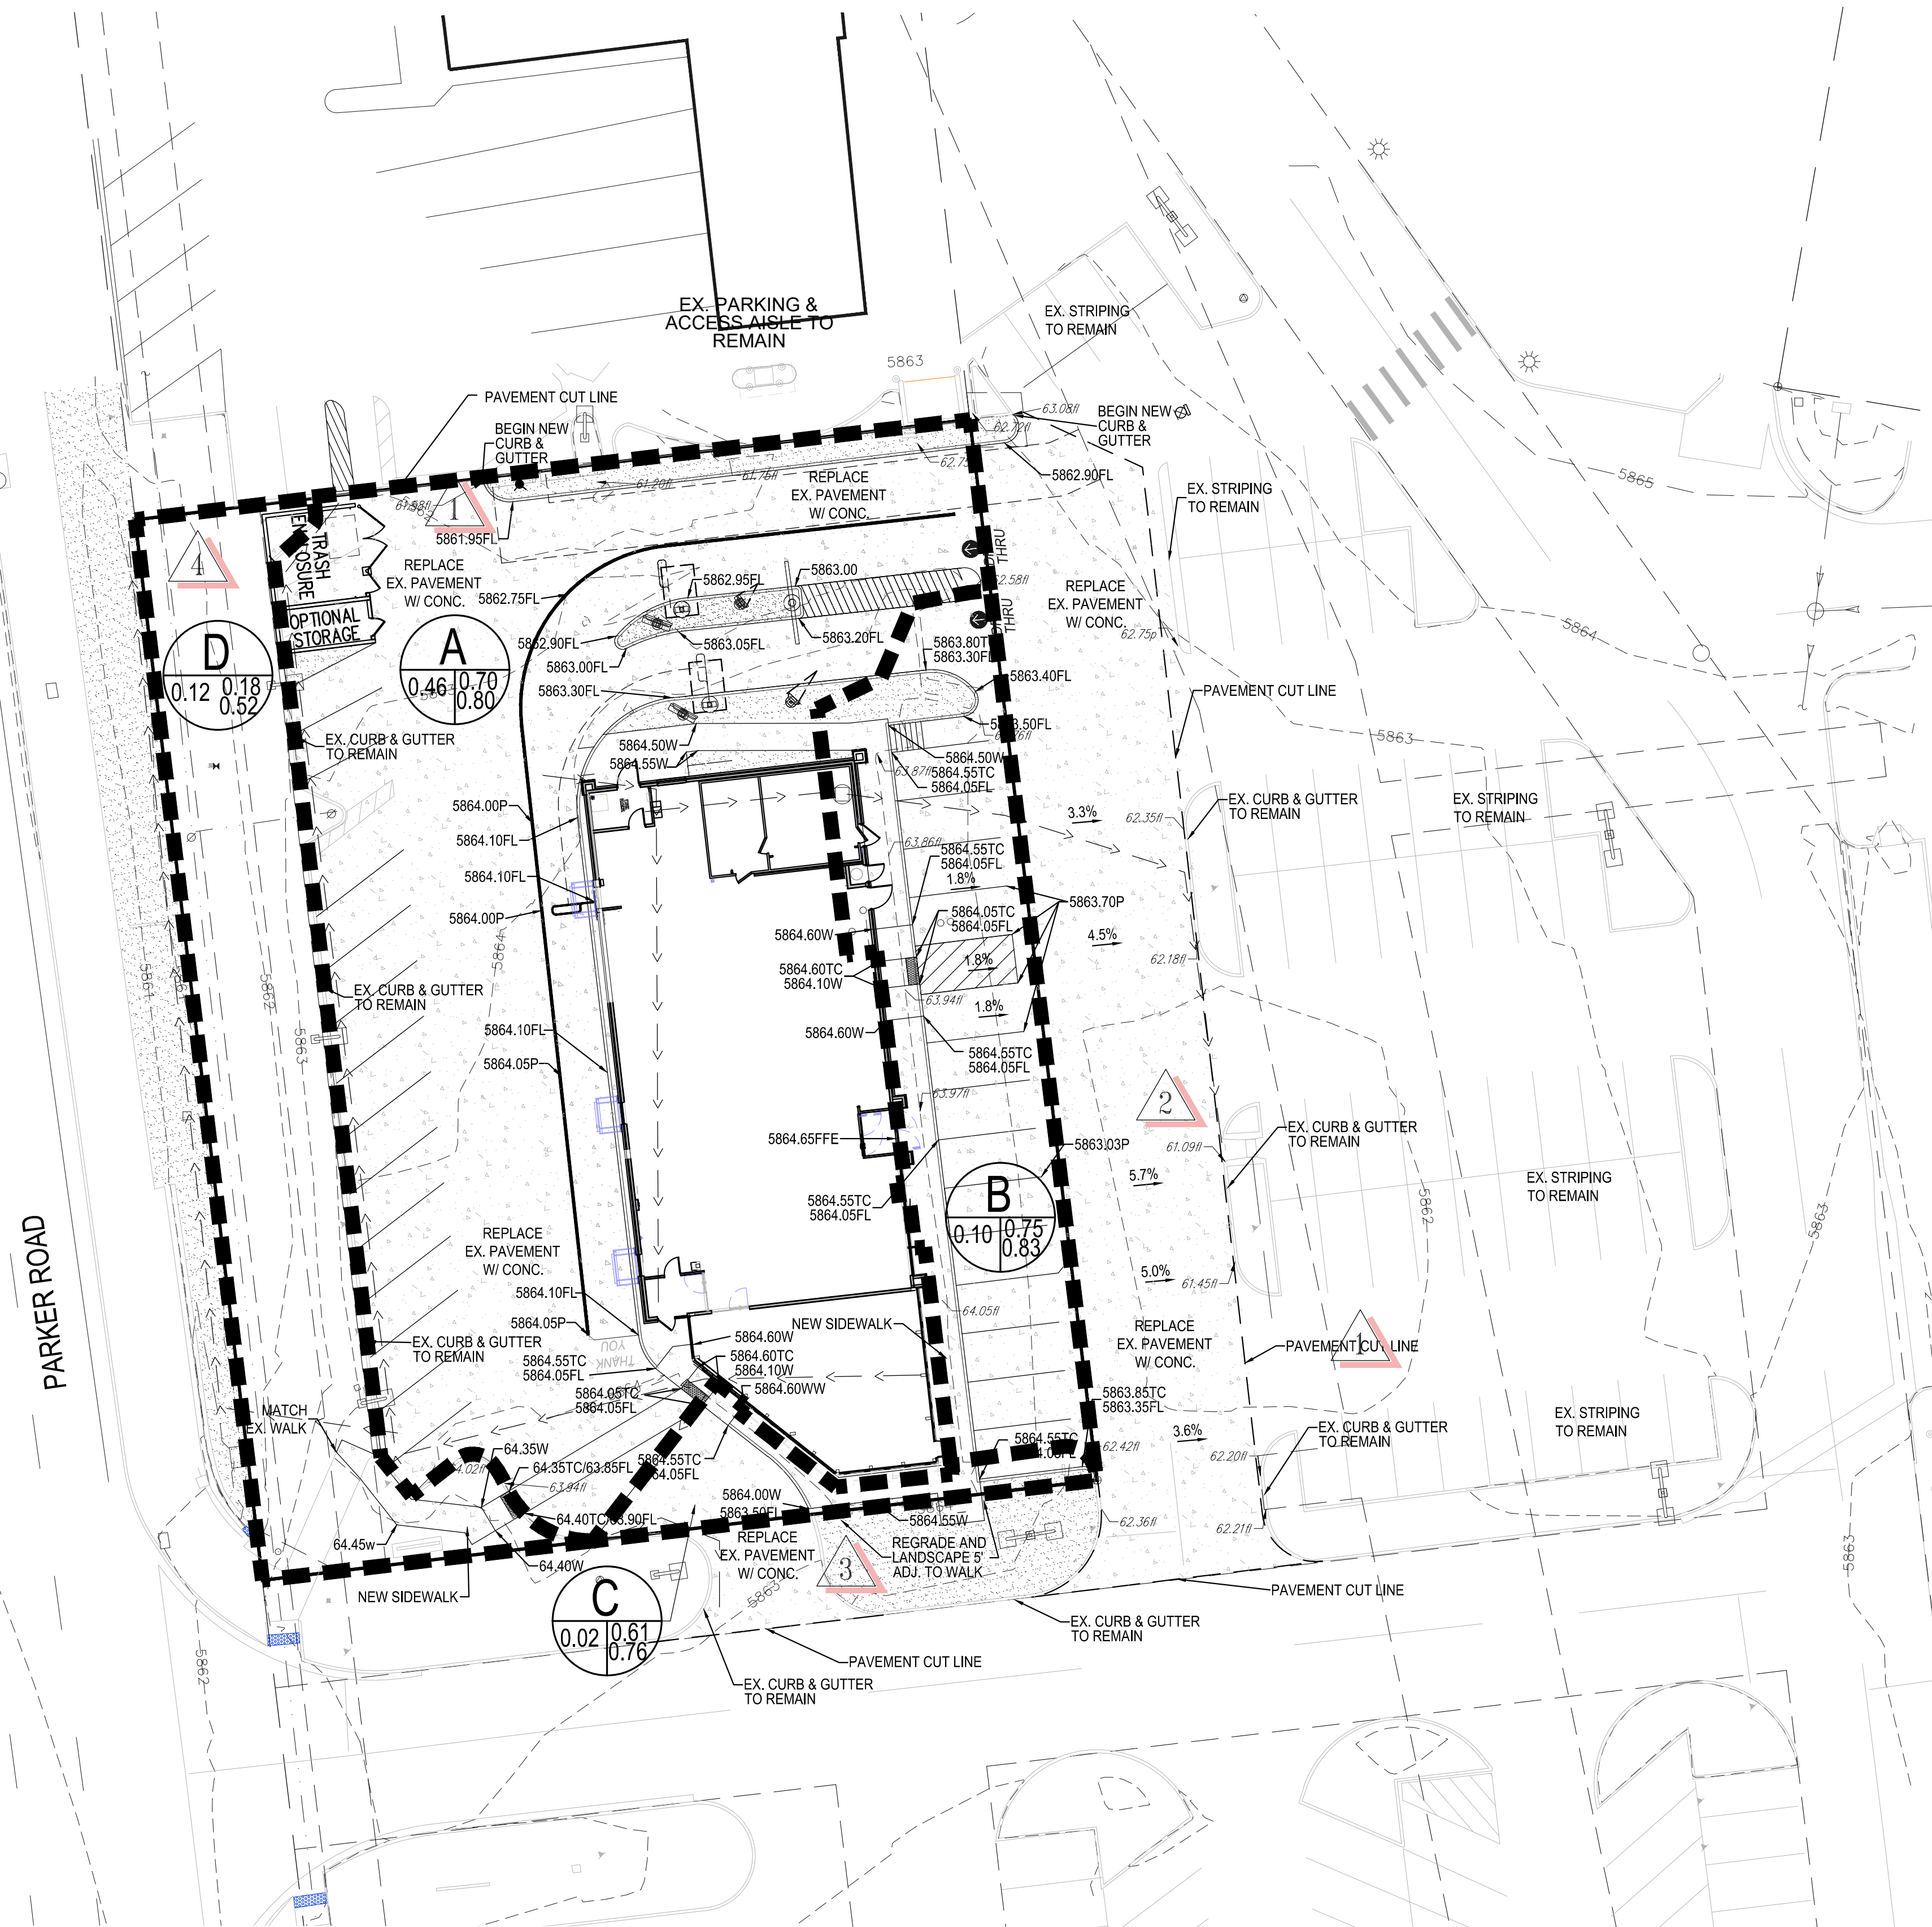 EX. PARKING &
ACCESS AISLE TO
REMAIN
EX. STRIPING
TO REMAIN
5863
PAVEMENT CUT LINE
BEGIN NEW
CURB &
GUTTER
63.08fl
62.72fl
BEGIN NEW
CURB &
GUTTER
5862.90FL
61.20fl
61.76fl
REPLACE
EX. PAVEMENT
W/ CONC.
EX. STRIPING
TO REMAIN
5865
1
4
5861.95FL
TRASH
ENCLOSURE
OPTIONAL
STORAGE
REPLACE
EX. PAVEMENT
W/ CONC.
5862.75FL
5862.95FL
5863.00
THRU
THRU
62.58fl
REPLACE
EX. PAVEMENT
W/ CONC.
62.75p
5864
5862.90FL
5863.05FL
5863.20FL
5863.00FL
5863.30FL
5863.30FL
5863.40FL
PAVEMENT CUT LINE
D
0.12
0.18
0.52
A
0.46
0.70
0.80
EX. CURB & GUTTER
TO REMAIN
5864.50W
5864.55W
5864.50W
5864.55TC
5864.05FL
63.87fl
5863
5864.00P
5864.10FL
5864.10FL
5864.00P
3.3%
62.35fl
EX. CURB & GUTTER
TO REMAIN
EX. STRIPING
TO REMAIN
63.86fl
5864.55TC
5864.05FL
1.8%
5863.70P
5864.05TC
5864.05FL
5864.60W
4.5%
62.18fl
1.8%
5864.60TC
5864.10W
63.94fl
1.8%
5864
5861
5862
5863
EX. CURB & GUTTER
TO REMAIN
5864.10FL
5864.60W
5864.55TC
5864.05FL
5864.05P
63.97fl
2
5864.65FFE
5863.03P
61.09fl
EX. CURB & GUTTER
TO REMAIN
5.7%
EX. STRIPING
TO REMAIN
5864.55TC
5864.05FL
B
0.10
0.75
0.83
5862
5863
PARKER ROAD
REPLACE
EX. PAVEMENT
W/ CONC.
5.0%
61.45fl
5864.10FL
64.05fl
5864.05P
NEW SIDEWALK
REPLACE
EX. PAVEMENT
W/ CONC.
PAVEMENT CUT LINE
1
EX. CURB & GUTTER
TO REMAIN
THANK
YOU
5864.60W
5864.60TC
5864.10W
5864.60WW
5864.55TC
5864.05FL
5864.05TC
5864.05FL
5863.85TC
5863.35FL
MATCH
EX. WALK
EX. CURB & GUTTER
TO REMAIN
EX. STRIPING
TO REMAIN
3.6%
62.42fl
62.20fl
64.35W
64.35TC/63.85FL
63.94fl
5864.55TC
5864.55TC
5864.00W
5863.50FL
5864.55W
62.36fl
62.21fl
64.45w
64.40W
REPLACE
EX. PAVEMENT
W/ CONC.
3
REGRADE AND
LANDSCAPE 5'
ADJ. TO WALK
NEW SIDEWALK
C
0.02
0.61
0.76
5863
PAVEMENT CUT LINE
EX. CURB & GUTTER
TO REMAIN
5863
5862
PAVEMENT CUT LINE
EX. CURB & GUTTER
TO REMAIN